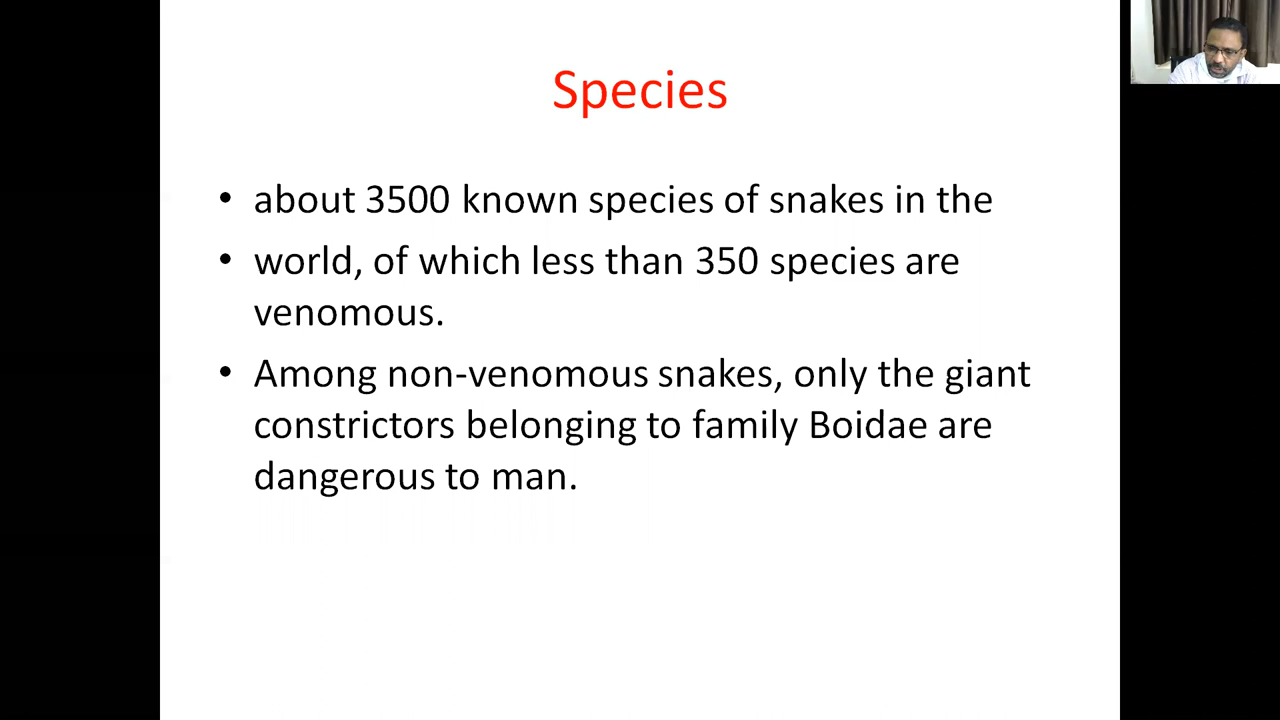 Species
• about 3500 known species of snakes in the
• world, of which less than 350 species are
venomous.
• Among non-venomous snakes, only the giant
constrictors belonging to family Boidae are
dangerous to man.